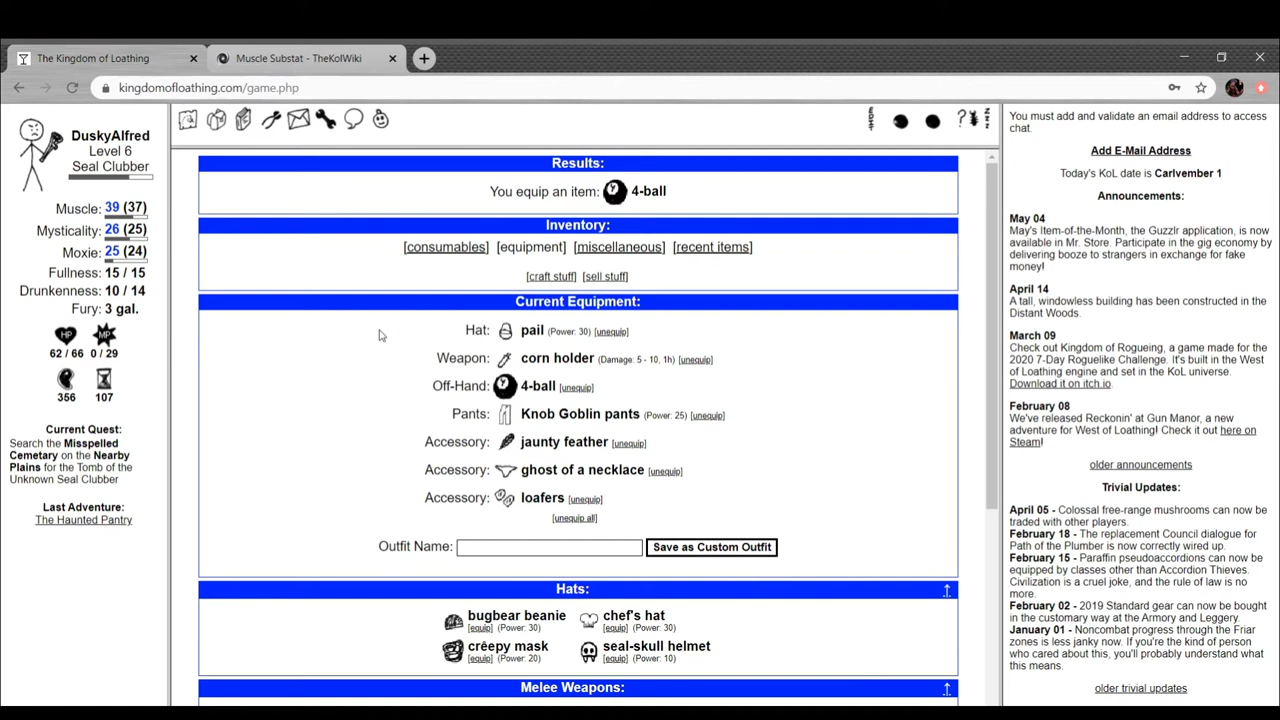 The Kingdom of Loathing
Muscle Substat - TheKolWiki
kingdomofloathing.com/game.php
DuskyAlfred
Level 6
Seal Clubber
Muscle: 39 (37)
Mysticality: 26 (25)
Moxie: 25 (24)
Fullness: 15 / 15
Drunkenness: 10 / 14
Fury: 3 gal.
HP MP
62 / 66 0 / 29
356 107
Current Quest:
Search the Misspelled
Cemetary on the Nearby
Plains for the Tomb of the
Unknown Seal Clubber
Last Adventure:
The Haunted Pantry
Results:
You equip an item: 4-ball
Inventory:
[consumables] [equipment] [miscellaneous] [recent items]
[craft stuff] [sell stuff]
Current Equipment:
Hat: pail (Power: 30) [unequip]
Weapon: corn holder (Damage: 5 - 10, 1h) [unequip]
Off-Hand: 4-ball [unequip]
Pants: Knob Goblin pants (Power: 25) [unequip]
Accessory: jaunty feather [unequip]
Accessory: ghost of a necklace [unequip]
Accessory: loafers [unequip]
[unequip all]
Outfit Name: Save as Custom Outfit
Hats:
bugbear beanie chef's hat
[equip] (Power: 30) [equip] (Power: 30)
crêepy mask seal-skull helmet
[equip] (Power: 20) [equip] (Power: 10)
Melee Weapons:
You must add and validate an email address to access
chat.
Add E-Mail Address
Today's KoL date is Carlvember 1
Announcements:
May 04
May's Item-of-the-Month, the Guzzlr application, is now
available in Mr. Store. Participate in the gig economy by
delivering booze to strangers in exchange for fake
money!
April 14
A tall, windowless building has been constructed in the
Distant Woods.
March 09
Check out Kingdom of Rogueing, a game made for the
2020 7-Day Roguelike Challenge. It's built in the West
of Loathing engine and set in the KoL universe.
Download it on itch.io.
February 08
We've released Reckonin' at Gun Manor, a new
adventure for West of Loathing! Check it out here on
Steam!
older announcements
Trivial Updates:
April 05 - Colossal free-range mushrooms can now be
traded with other players.
February 18 - The replacement Council dialogue for
Path of the Plumber is now correctly wired up.
February 15 - Paraffin pseudoaccordions can now be
equipped by classes other than Accordion Thieves.
Civilization is a cruel joke, and the rule of law is no
more.
February 02 - 2019 Standard gear can now be bought
in the customary way at the Armory and Leggery.
January 01 - Noncombat progress through the Friar
zones is less janky now. If you're the kind of person
who cared about this, you'll probably understand what
this means.
older trivial updates